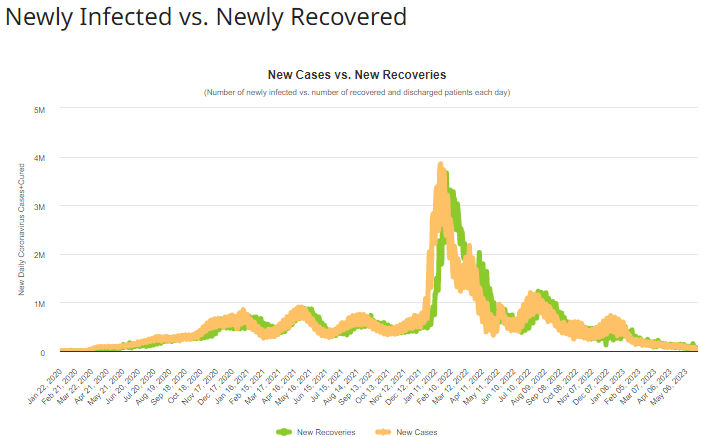 Newly Infected vs. Newly Recovered
New Cases vs. New Recoveries
(Number of newly infected vs. number of recovered and discharged patients each day)
New Daily Coronavirus Cases+Cured
5M
4M
3M
2M
1M
0
Jan 22, 2020
Feb 21, 2020
Mar 22, 2020
Apr 21, 2020
May 21, 2020
Jun 20, 2020
Jul 20, 2020
Aug 19, 2020
Sep 18, 2020
Oct 18, 2020
Nov 17, 2020
Dec 17, 2020
Jan 16, 2021
Feb 15, 2021
Mar 17, 2021
Apr 16, 2021
May 16, 2021
Jun 15, 2021
Jul 15, 2021
Aug 14, 2021
Sep 13, 2021
Oct 13, 2021
Nov 12, 2021
Dec 12, 2021
Jan 11, 2022
Feb 10, 2022
Mar 12, 2022
Apr 11, 2022
May 11, 2022
Jun 10, 2022
Jul 10, 2022
Aug 09, 2022
Sep 08, 2022
Oct 08, 2022
Nov 07, 2022
Dec 07, 2022
Jan 06, 2023
Feb 05, 2023
Mar 07, 2023
Apr 06, 2023
May 06, 2023
New Recoveries
New Cases